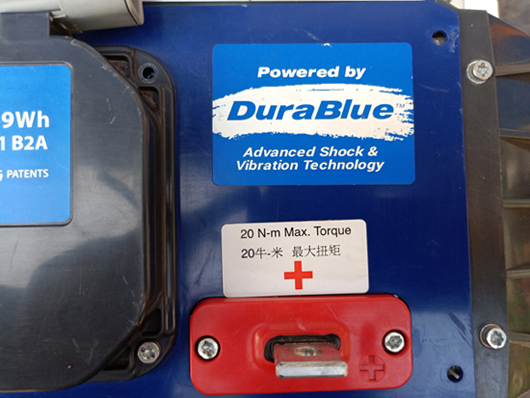 9Wh
1 B2A
PATENTS
Powered by
DuraBlue™
Advanced Shock &
Vibration Technology
20 N-m Max. Torque
20牛-米 最大扭矩
+
+